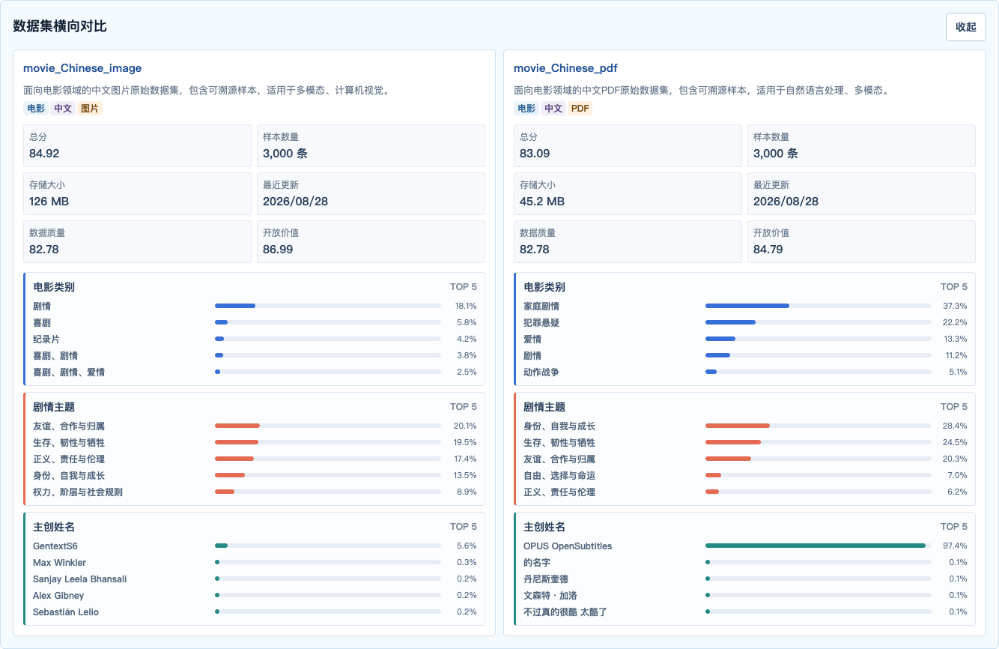 数据集横向对比
收起
movie_Chinese_image
面向电影领域的中文图片原始数据集，包含可溯源样本，适用于多模态、计算机视觉。
电影 中文 图片
总分 样本数量
84.92 3,000 条
存储大小 最近更新
126 MB 2026/08/28
数据质量 开放价值
82.78 86.99
电影类别 TOP 5
剧情 18.1%
喜剧 5.8%
纪录片 4.2%
喜剧、剧情 3.8%
喜剧、剧情、爱情 2.5%
剧情主题 TOP 5
友谊、合作与归属 20.1%
生存、韧性与牺牲 19.5%
正义、责任与伦理 17.4%
身份、自我与成长 13.5%
权力、阶层与社会规则 8.9%
主创姓名 TOP 5
GentextS6 5.6%
Max Winkler 0.3%
Sanjay Leela Bhansali 0.2%
Alex Gibney 0.2%
Sebastián Lelio 0.2%
movie_Chinese_pdf
面向电影领域的中文PDF原始数据集，包含可溯源样本，适用于自然语言处理、多模态。
电影 中文 PDF
总分 样本数量
83.09 3,000 条
存储大小 最近更新
45.2 MB 2026/08/28
数据质量 开放价值
82.78 84.79
电影类别 TOP 5
家庭剧情 37.3%
犯罪悬疑 22.2%
爱情 13.3%
剧情 11.2%
动作战争 5.1%
剧情主题 TOP 5
身份、自我与成长 28.4%
生存、韧性与牺牲 24.5%
友谊、合作与归属 20.3%
自由、选择与命运 7.0%
正义、责任与伦理 6.2%
主创姓名 TOP 5
OPUS OpenSubtitles 97.4%
的名字 0.1%
丹尼斯奎德 0.1%
文森特·加洛 0.1%
不过真的很酷 太酷了 0.1%